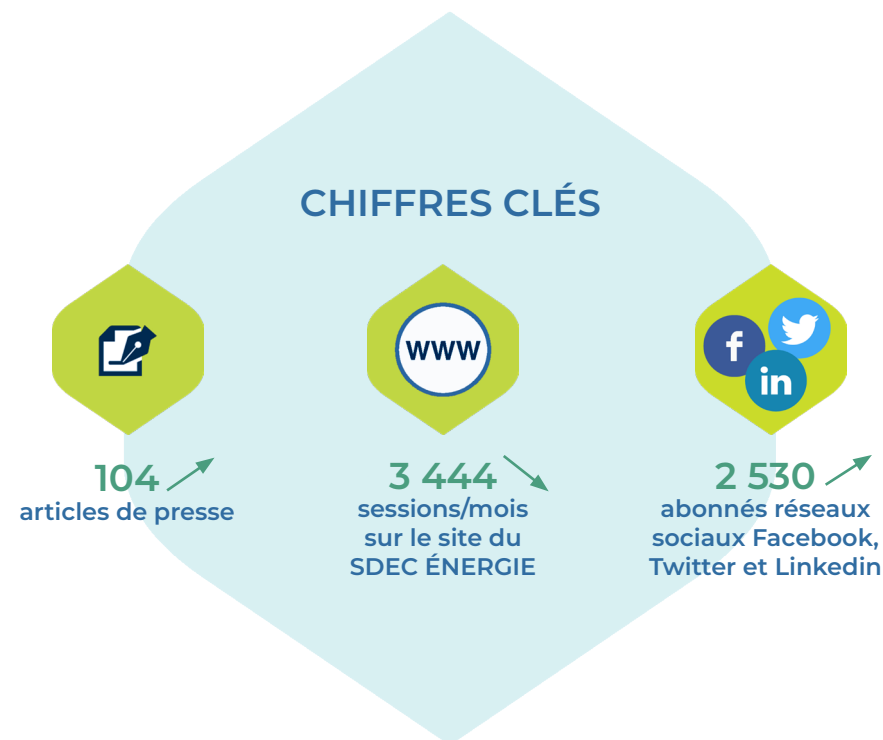 CHIFFRES CLÉS
www
f
in
104
articles de presse
3 444
sessions/mois
sur le site du
SDEC ÉNERGIE
2 530
abonnés réseaux
sociaux Facebook,
Twitter et Linkedin